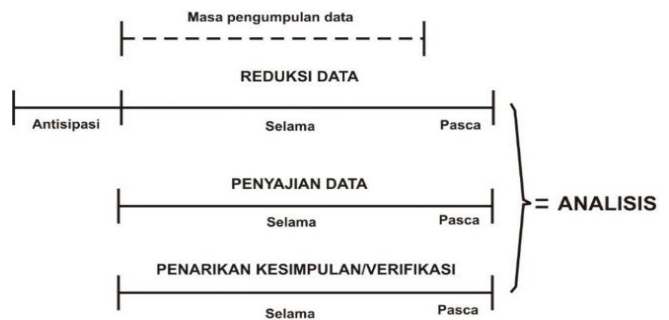 Masa pengumpulan data
REDUKSI DATA
Antisipasi Selama Pasca
PENYAJIAN DATA
Selama Pasca
= ANALISIS
PENARIKAN KESIMPULAN/VERIFIKASI
Selama Pasca